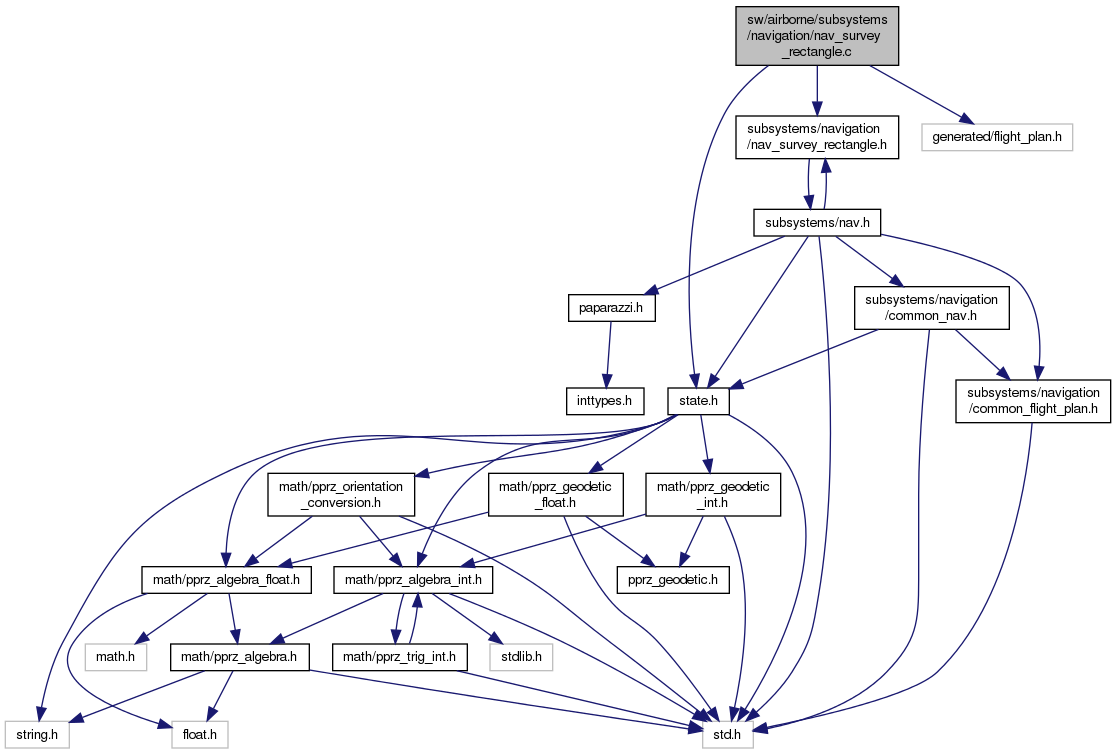 sw/airborne/subsystems
/navigation/nav_survey
_rectangle.c
subsystems/navigation
/nav_survey_rectangle.h
generated/flight_plan.h
subsystems/nav.h
paparazzi.h
subsystems/navigation
/common_nav.h
inttypes.h
state.h
subsystems/navigation
/common_flight_plan.h
math/pprz_orientation
_conversion.h
math/pprz_geodetic
_float.h
math/pprz_geodetic
_int.h
math/pprz_algebra_float.h
math/pprz_algebra_int.h
pprz_geodetic.h
math.h
math/pprz_algebra.h
math/pprz_trig_int.h
stdlib.h
string.h
float.h
std.h